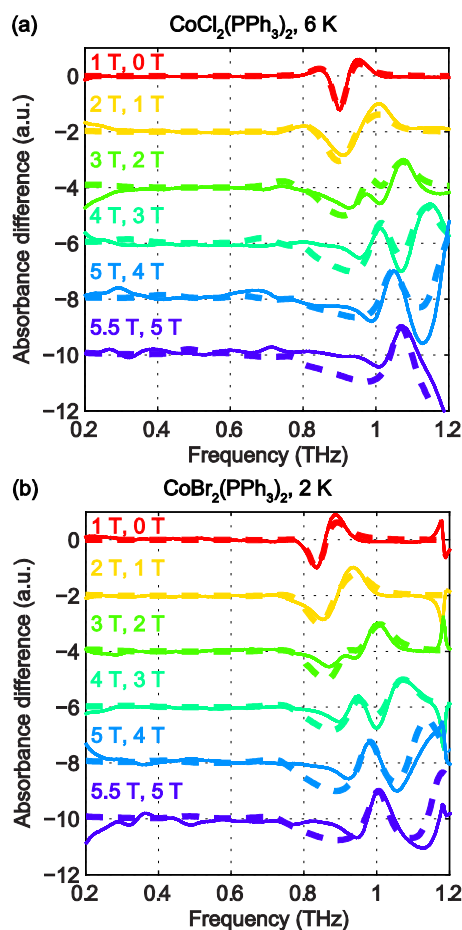 (a) CoCl₂(PPh₃)₂, 6 K
Absorbance difference (a.u.)
0
−2
−4
−6
−8
−10
−12
1 T, 0 T
2 T, 1 T
3 T, 2 T
4 T, 3 T
5 T, 4 T
5.5 T, 5 T
0.2 0.4 0.6 0.8 1 1.2
Frequency (THz)
(b) CoBr₂(PPh₃)₂, 2 K
Absorbance difference (a.u.)
0
−2
−4
−6
−8
−10
−12
1 T, 0 T
2 T, 1 T
3 T, 2 T
4 T, 3 T
5 T, 4 T
5.5 T, 5 T
0.2 0.4 0.6 0.8 1 1.2
Frequency (THz)